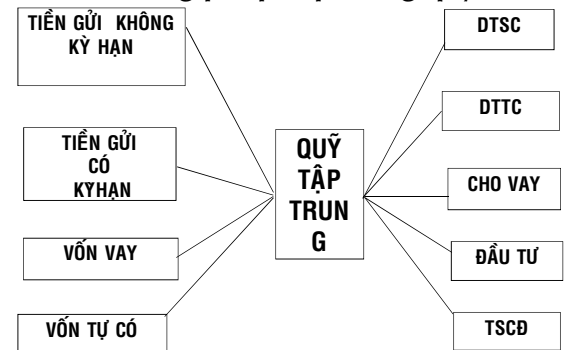 TIỀN GỬI KHÔNG
KỲ HẠN
TIỀN GỬI
CÓ
KỲHẠN
VỐN VAY
VỐN TỰ CÓ
QUỸ
TẬP
TRUN
G
DTSC
DTTC
CHO VAY
ĐẦU TƯ
TSCĐ